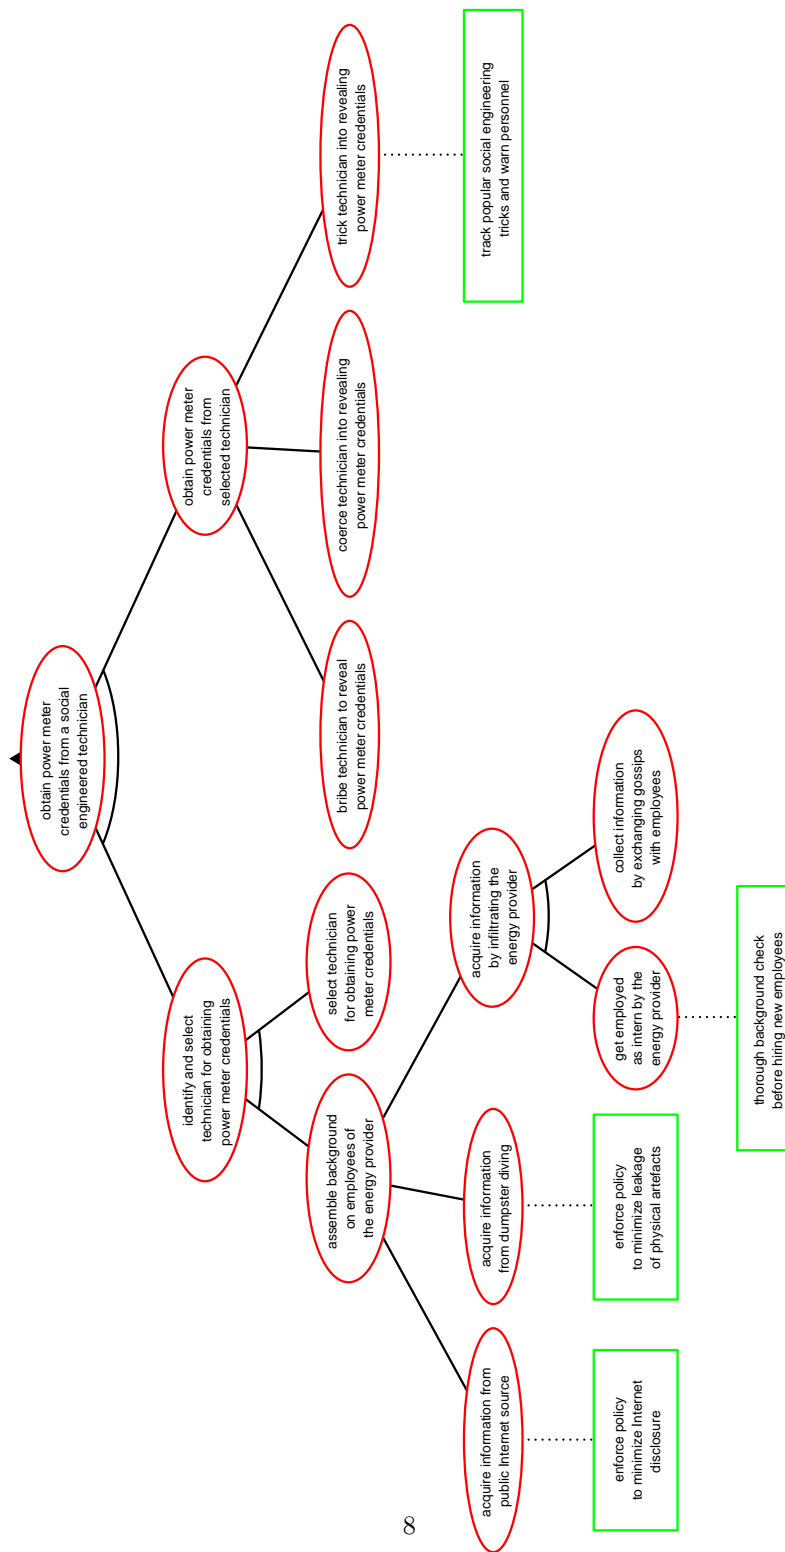 obtain power meter
credentials from a social
engineered technician
identify and select
technician for obtaining
power meter credentials
obtain power meter
credentials from
selected technician
assemble background
on employees of
the energy provider
select technician
for obtaining power
meter credentials
bribe technician to reveal
power meter credentials
coerce technician into revealing
power meter credentials
trick technician into revealing
power meter credentials
acquire information from
public Internet source
acquire information
from dumpster diving
acquire information
by infiltrating the
energy provider
track popular social engineering
tricks and warn personnel
enforce policy
to minimize Internet
disclosure
enforce policy
to minimize leakage
of physical artefacts
get employed
as intern by the
energy provider
collect information
by exchanging gossips
with employees
thorough background check
before hiring new employees
8